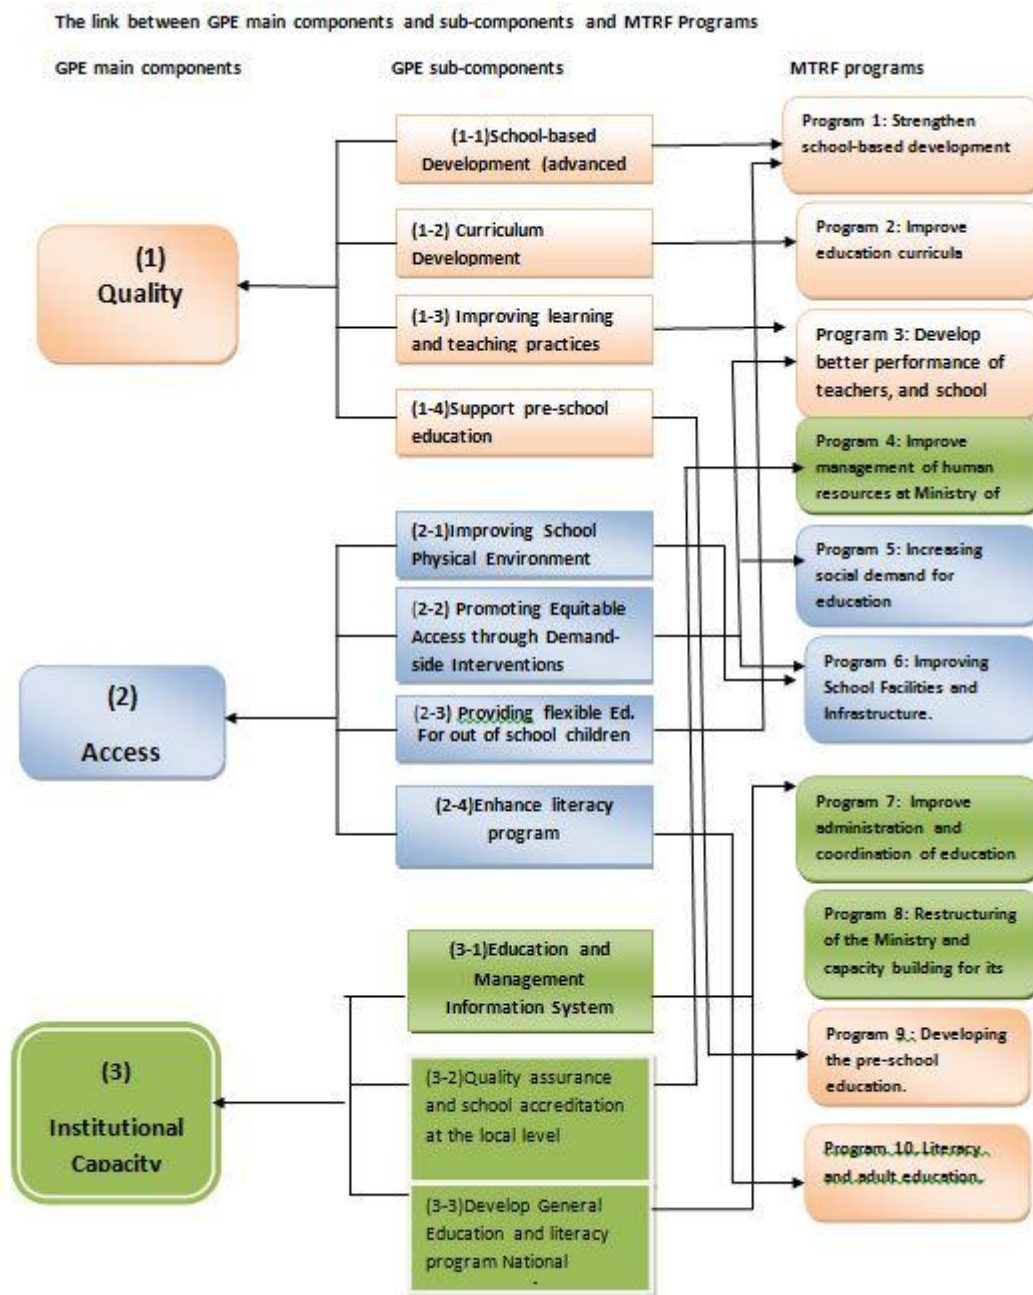 The link between GPE main components and sub-components and MTRF Programs
GPE main components
GPE sub-components
MTRF programs
(1)
Quality
(1-1)School-based
Development (advanced
(1-2) Curriculum
Development
(1-3) Improving learning
and teaching practices
(1-4)Support pre-school
education
Program 1: Strengthen
school-based development
Program 2: Improve
education curricula
Program 3: Develop
better performance of
teachers, and school
Program 4: Improve
management of human
resources at Ministry of
(2)
Access
(2-1)Improving School
Physical Environment
(2-2) Promoting Equitable
Access through Demand-
side Interventions
(2-3) Providing flexible Ed.
For out of school children
(2-4)Enhance literacy
program
Program 5: Increasing
social demand for
education
Program 6: Improving
School Facilities and
Infrastructure.
(3)
Institutional
Capacity
(3-1)Education and
Management
Information System
(3-2)Quality assurance
and school accreditation
at the local level
(3-3)Develop General
Education and literacy
program National
Program 7: Improve
administration and
coordination of education
Program 8: Restructuring
of the Ministry and
capacity building for its
Program 9.: Developing
the pre-school
education.
Program 10. Literacy
and adult education.